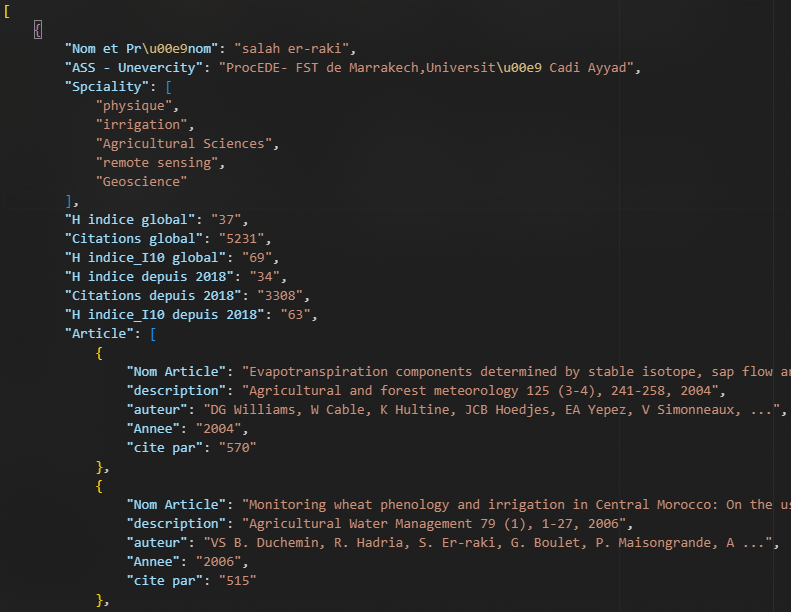 [
{
"Nom et Pr\u00e9nom": "salah er-raki",
"ASS - Unevercity": "ProcEDE- FST de Marrakech,Universit\u00e9 Cadi Ayyad",
"Spciality": [
"physique",
"irrigation",
"Agricultural Sciences",
"remote sensing",
"Geoscience"
],
"H indice global": "37",
"Citations global": "5231",
"H indice_I10 global": "69",
"H indice depuis 2018": "34",
"Citations depuis 2018": "3308",
"H indice_I10 depuis 2018": "63",
"Article": [
{
"Nom Article": "Evapotranspiration components determined by stable isotope, sap flow an
"description": "Agricultural and forest meteorology 125 (3-4), 241-258, 2004",
"auteur": "DG Williams, W Cable, K Hultine, JCB Hoedjes, EA Yepez, V Simonneaux, ...",
"Annee": "2004",
"cite par": "570"
},
{
"Nom Article": "Monitoring wheat phenology and irrigation in Central Morocco: On the us
"description": "Agricultural Water Management 79 (1), 1-27, 2006",
"auteur": "VS B. Duchemin, R. Hadria, S. Er-raki, G. Boulet, P. Maisongrande, A ...",
"Annee": "2006",
"cite par": "515"
},